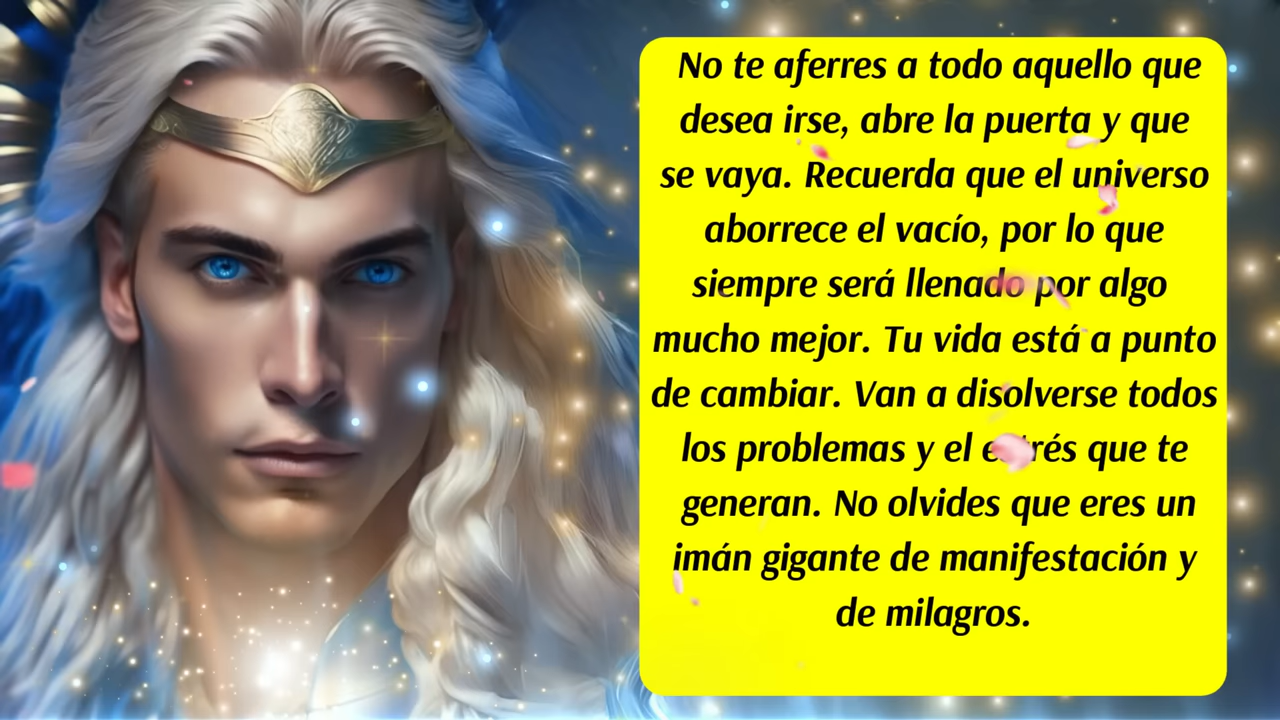 No te aferres a todo aquello que
desea irse, abre la puerta y que
se vaya. Recuerda que el universo
aborrece el vacío, por lo que
siempre será llenado por algo
mucho mejor. Tu vida está a punto
de cambiar. Van a disolverse todos
los problemas y el estrés que te
generan. No olvides que eres un
imán gigante de manifestación y
de milagros.